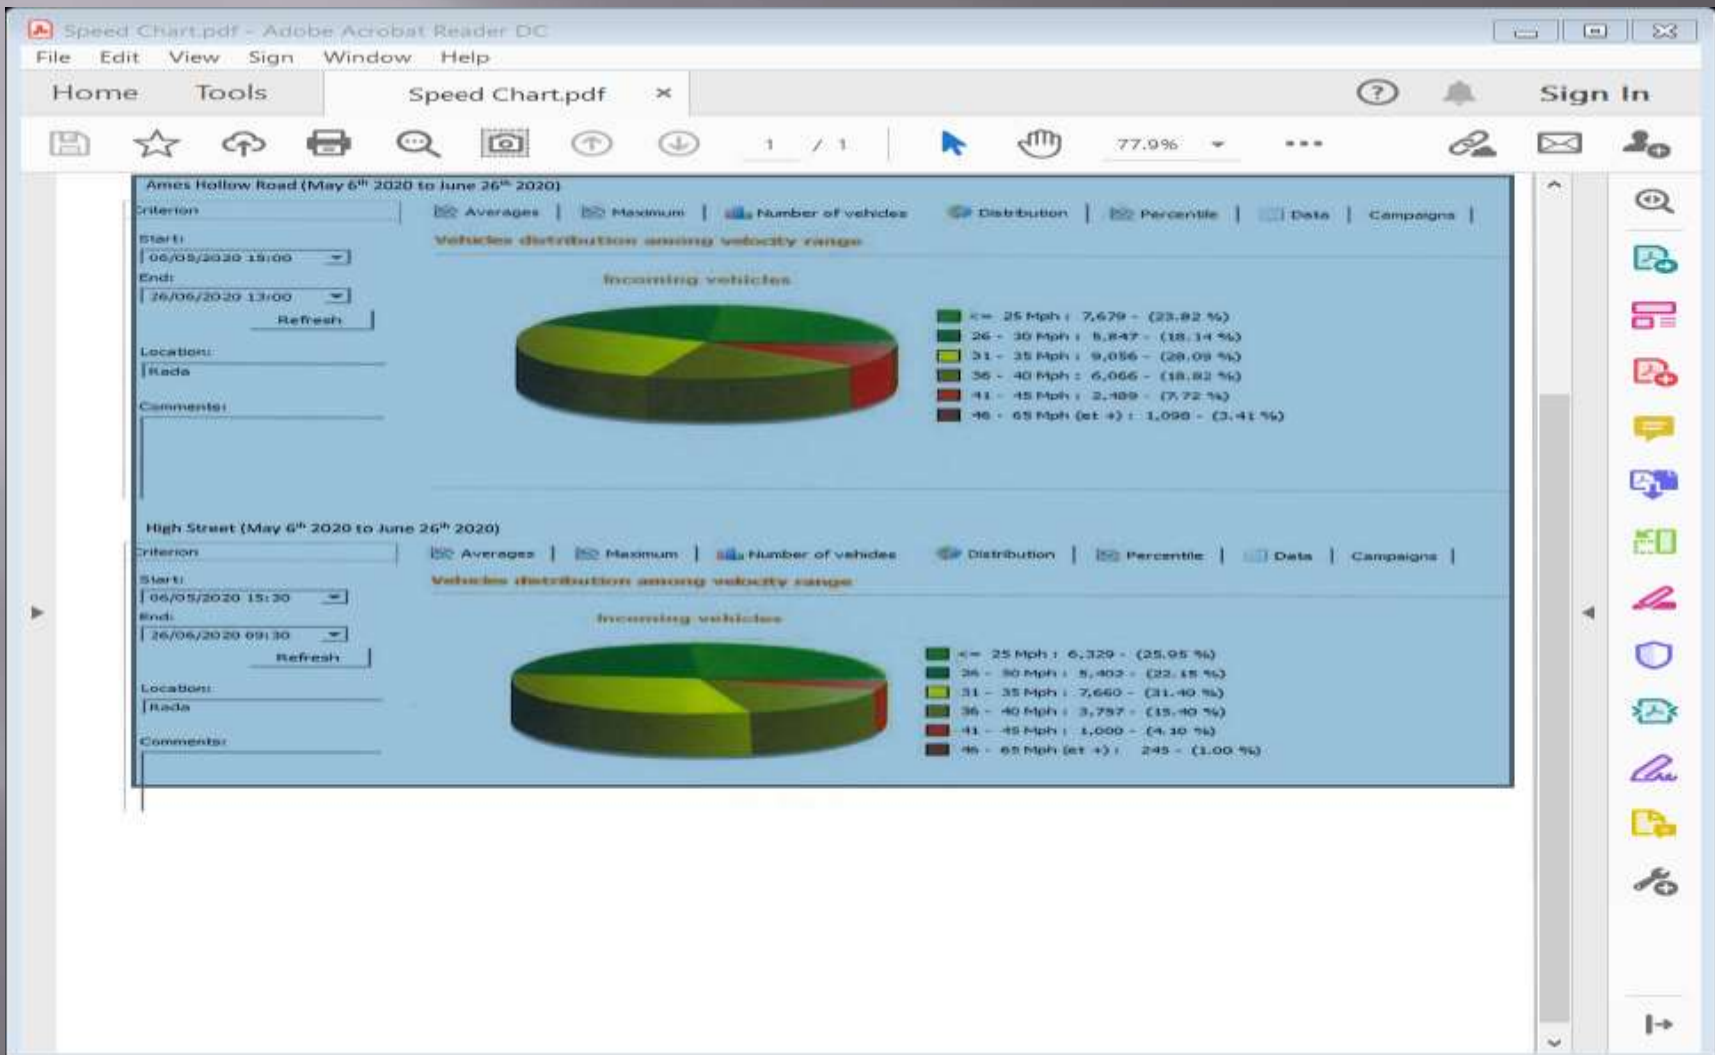 Speed Chart.pdf - Adobe Acrobat Reader DC
File Edit View Sign Window Help
Home Tools Speed Chart.pdf × Sign In
1 / 1 77.9%
Ames Hollow Road (May 6th 2020 to June 26th 2020)
Criterion Averages | Maximum | Number of vehicles Distribution | Percentile | Data | Campaigns |
Start: Vehicles distribution among velocity range
06/05/2020 15:00
End: Incoming vehicles
26/06/2020 13:00
Refresh
Location:
Rada
Comments:
<= 25 Mph : 7,679 - (23.82 %)
26 - 30 Mph : 5,847 - (18.14 %)
31 - 35 Mph : 9,056 - (28.09 %)
36 - 40 Mph : 6,066 - (18.82 %)
41 - 45 Mph : 2,489 - (7.72 %)
46 - 65 Mph (et +) : 1,098 - (3.41 %)
High Street (May 6th 2020 to June 26th 2020)
Criterion Averages | Maximum | Number of vehicles Distribution | Percentile | Data | Campaigns |
Start: Vehicles distribution among velocity range
06/05/2020 15:30
End: Incoming vehicles
26/06/2020 09:30
Refresh
Location:
Rada
Comments:
<= 25 Mph : 6,329 - (25.95 %)
26 - 30 Mph : 5,402 - (22.15 %)
31 - 35 Mph : 7,660 - (31.40 %)
36 - 40 Mph : 3,757 - (15.40 %)
41 - 45 Mph : 1,000 - (4.10 %)
46 - 65 Mph (et +) : 245 - (1.00 %)